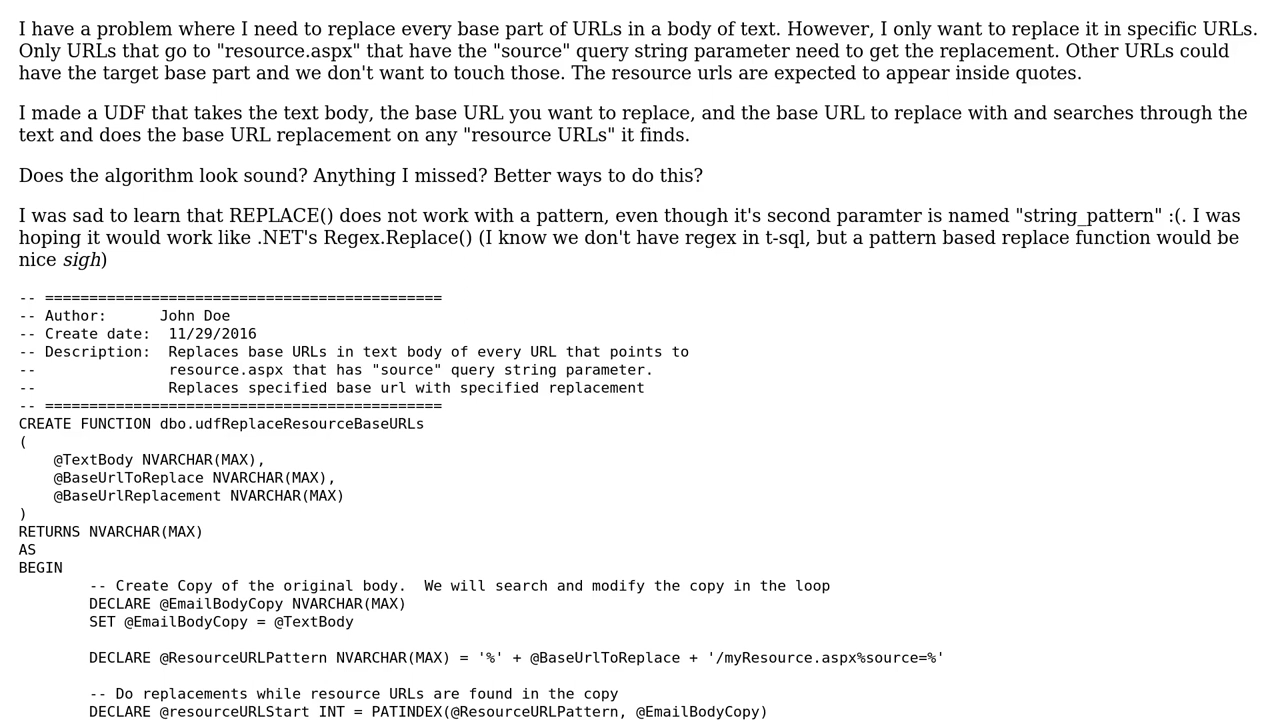 I have a problem where I need to replace every base part of URLs in a body of text. However, I only want to replace it in specific URLs.
Only URLs that go to "resource.aspx" that have the "source" query string parameter need to get the replacement. Other URLs could
have the target base part and we don't want to touch those. The resource urls are expected to appear inside quotes.
I made a UDF that takes the text body, the base URL you want to replace, and the base URL to replace with and searches through the
text and does the base URL replacement on any "resource URLs" it finds.
Does the algorithm look sound? Anything I missed? Better ways to do this?
I was sad to learn that REPLACE() does not work with a pattern, even though it's second paramter is named "string_pattern" :(. I was
hoping it would work like .NET's Regex.Replace() (I know we don't have regex in t-sql, but a pattern based replace function would be
nice sigh)
-- =============================================
-- Author:      John Doe
-- Create date:  11/29/2016
-- Description:  Replaces base URLs in text body of every URL that points to
--               resource.aspx that has "source" query string parameter.
--               Replaces specified base url with specified replacement
-- =============================================
CREATE FUNCTION dbo.udfReplaceResourceBaseURLs
(
    @TextBody NVARCHAR(MAX),
    @BaseUrlToReplace NVARCHAR(MAX),
    @BaseUrlReplacement NVARCHAR(MAX)
)
RETURNS NVARCHAR(MAX)
AS
BEGIN
        -- Create Copy of the original body.  We will search and modify the copy in the loop
        DECLARE @EmailBodyCopy NVARCHAR(MAX)
        SET @EmailBodyCopy = @TextBody
        DECLARE @ResourceURLPattern NVARCHAR(MAX) = '%' + @BaseUrlToReplace + '/myResource.aspx%source=%'
        -- Do replacements while resource URLs are found in the copy
        DECLARE @resourceURLStart INT = PATINDEX(@ResourceURLPattern, @EmailBodyCopy)